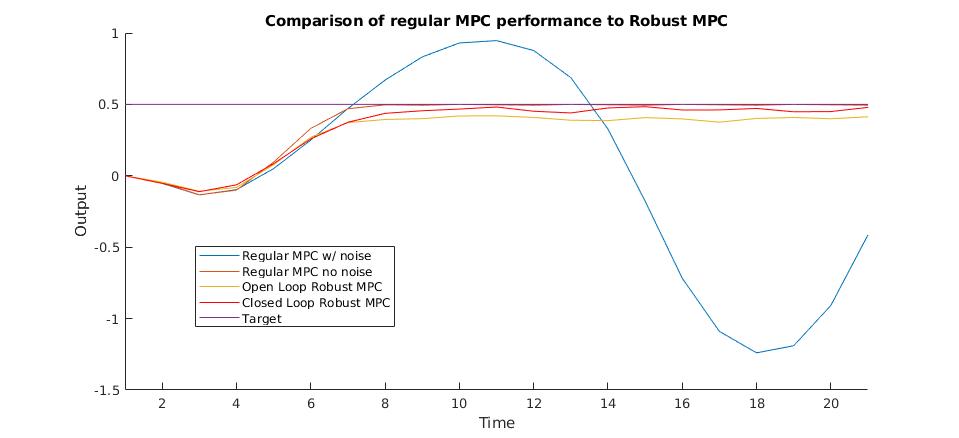 Comparison of regular MPC performance to Robust MPC
1
0.5
0
-0.5
-1
-1.5
Output
Regular MPC w/ noise
Regular MPC no noise
Open Loop Robust MPC
Closed Loop Robust MPC
Target
2 4 6 8 10 12 14 16 18 20
Time